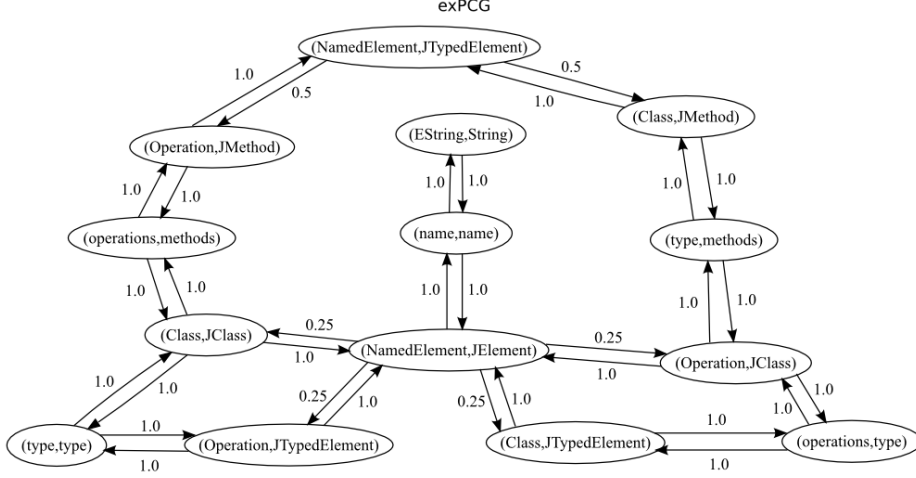 exPCG
(NamedElement,JTypedElement)
1.0
0.5
0.5
1.0
(Class,JMethod)
(EString,String)
(Operation,JMethod)
1.0
1.0
1.0
1.0
1.0
1.0
(operations,methods)
(name,name)
(type,methods)
1.0
1.0
1.0
1.0
1.0
1.0
(Class,JClass)
0.25
1.0
(NamedElement,JElement)
0.25
1.0
(Operation,JClass)
1.0
1.0
0.25
1.0
0.25
1.0
1.0
1.0
(type,type)
1.0
1.0
(Operation,JTypedElement)
(Class,JTypedElement)
1.0
1.0
(operations,type)